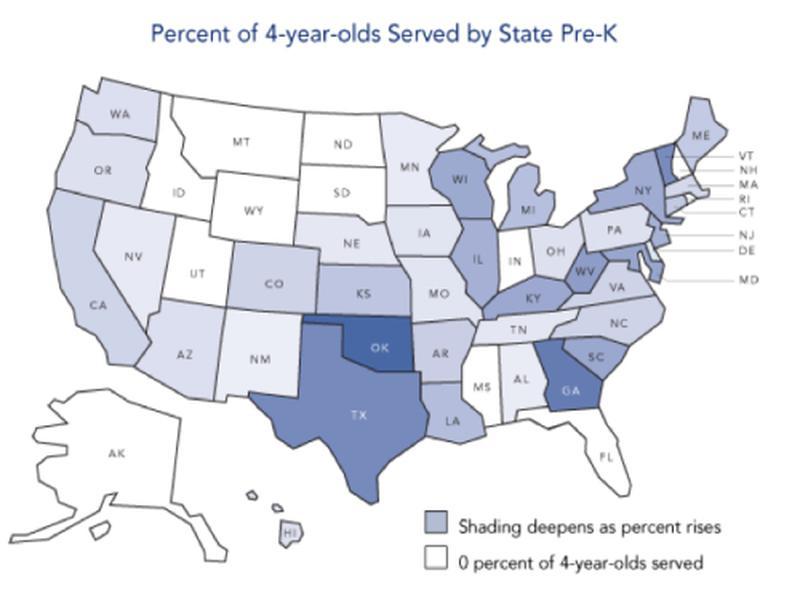 Percent of 4-year-olds Served by State Pre-K
WA
MT
ND
MN
ME
OR
ID
SD
WI
MI
NY
VT
NH
MA
RI
CT
WY
NV
UT
CO
NE
IA
IL
IN
OH
PA
NJ
DE
MD
WV
VA
CA
KS
MO
KY
NC
AZ
NM
OK
AR
TN
SC
MS
AL
GA
TX
LA
FL
AK
HI
Shading deepens as percent rises
0 percent of 4-year-olds served